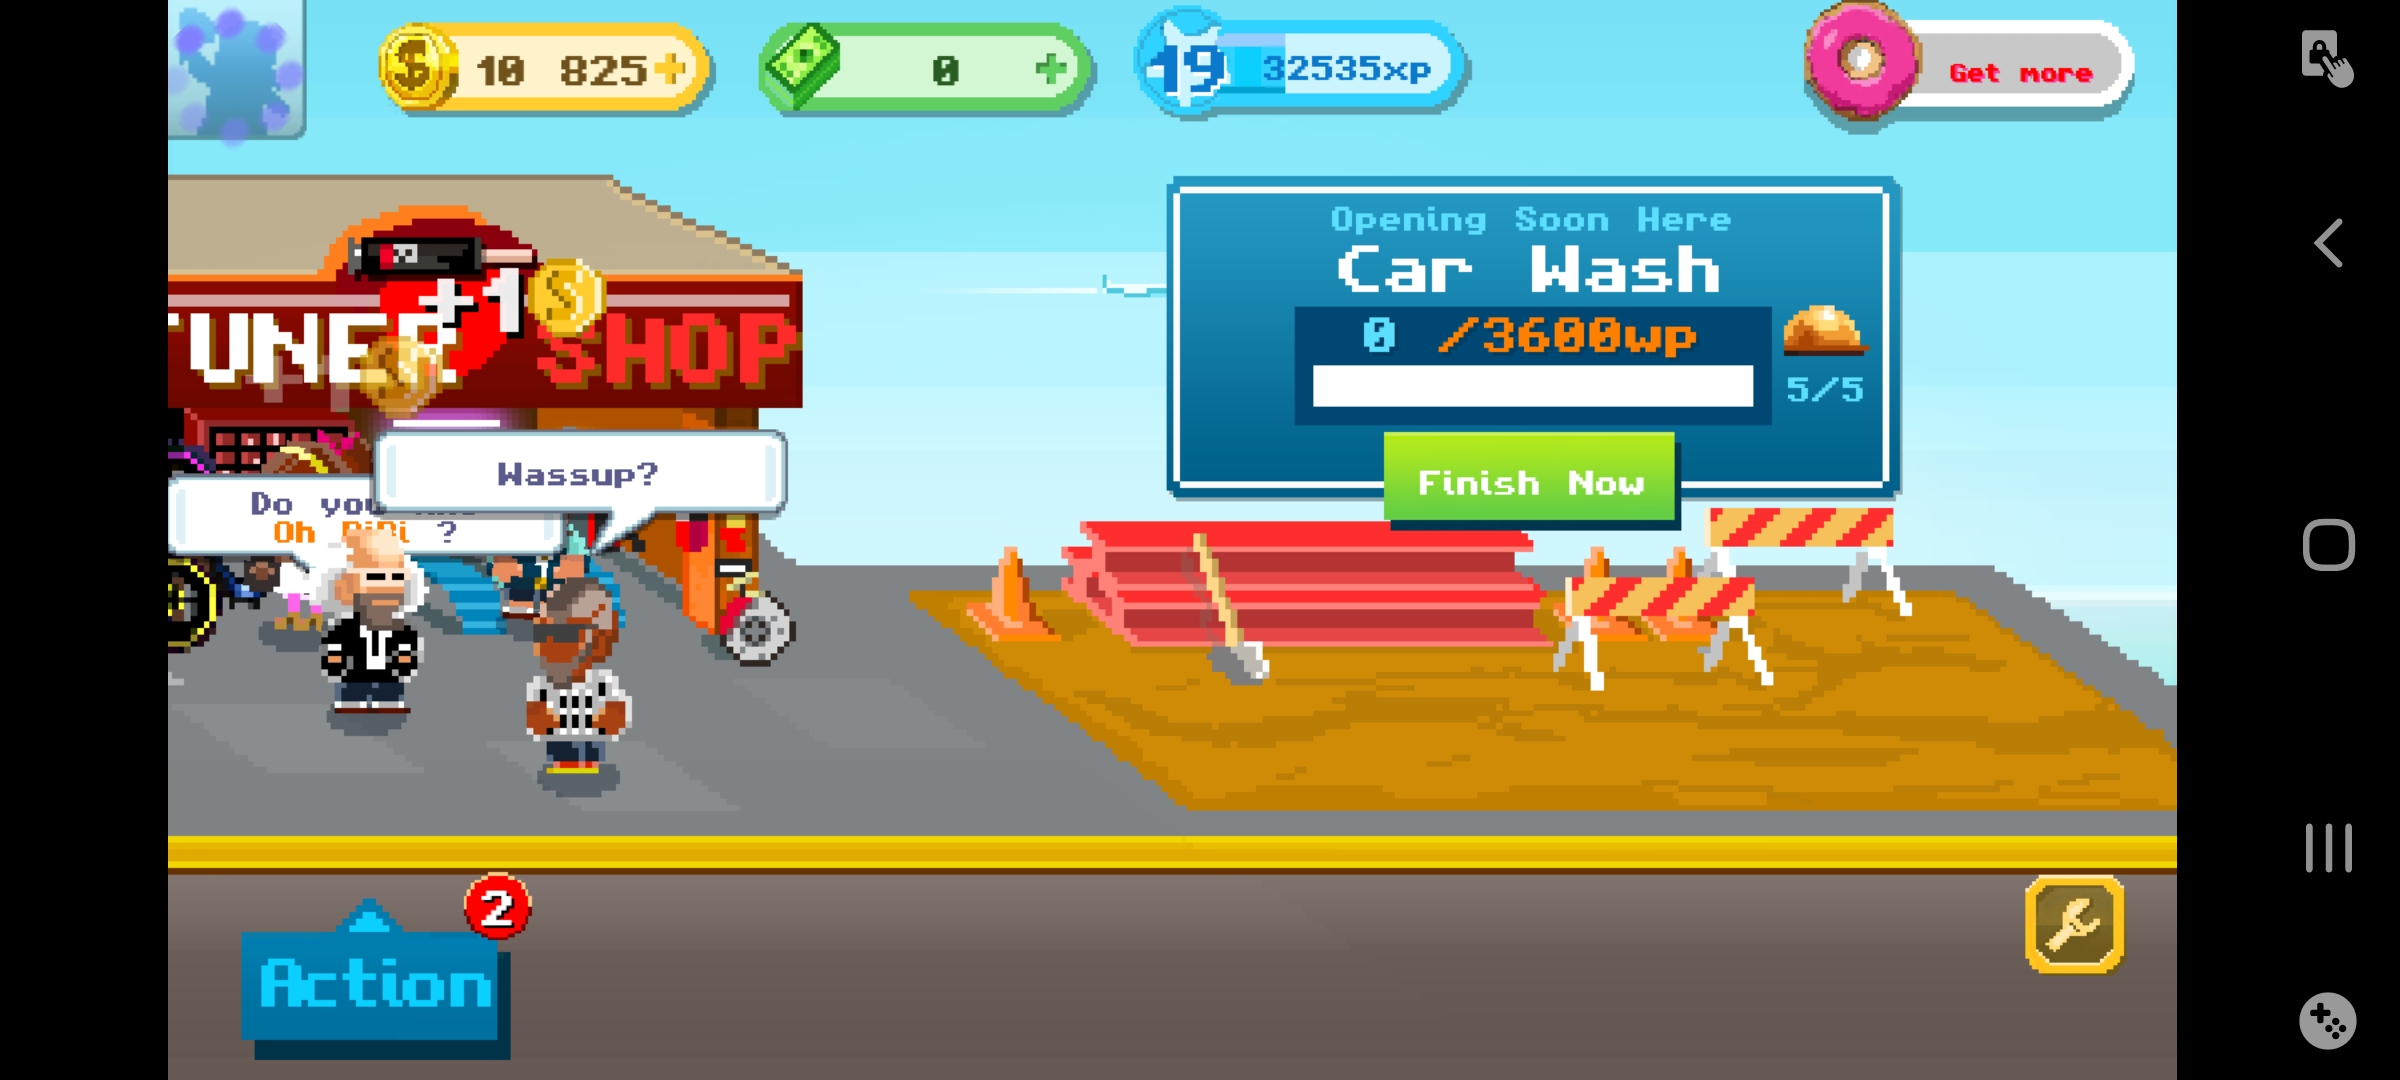 10 825
0
19 32535xp
Get more
Opening Soon Here
Car Wash
0 /3600wp
5/5
Finish Now
+1
SHOP
Wassup?
Do you
Oh BiBi ?
2
Action